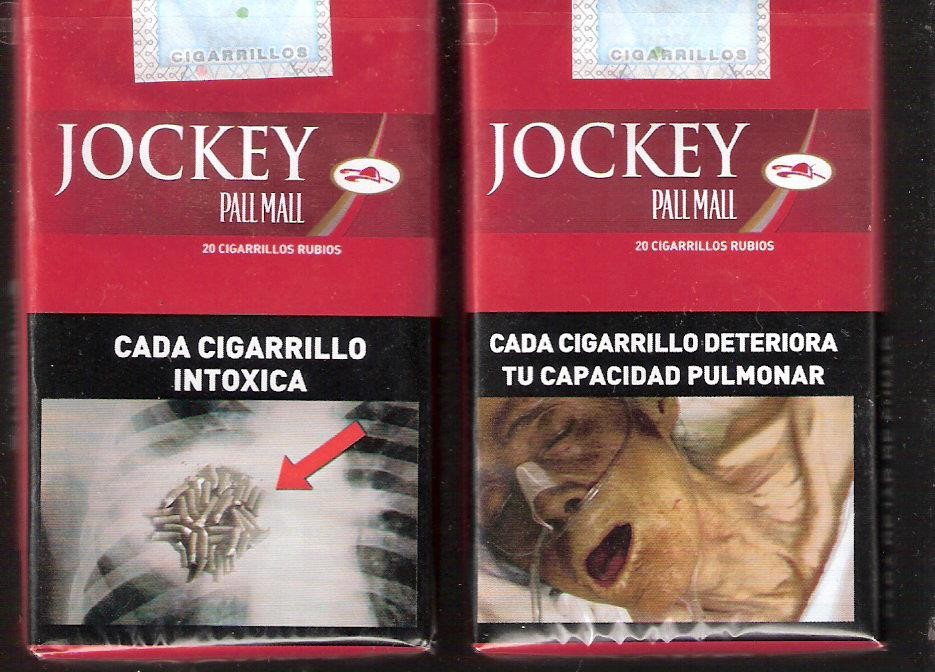 CIGARRILLOS
JOCKEY
PALL MALL
20 CIGARRILLOS RUBIOS
CADA CIGARRILLO
INTOXICA
CIGARRILLOS
JOCKEY
PALL MALL
20 CIGARRILLOS RUBIOS
CADA CIGARRILLO DETERIORA
TU CAPACIDAD PULMONAR